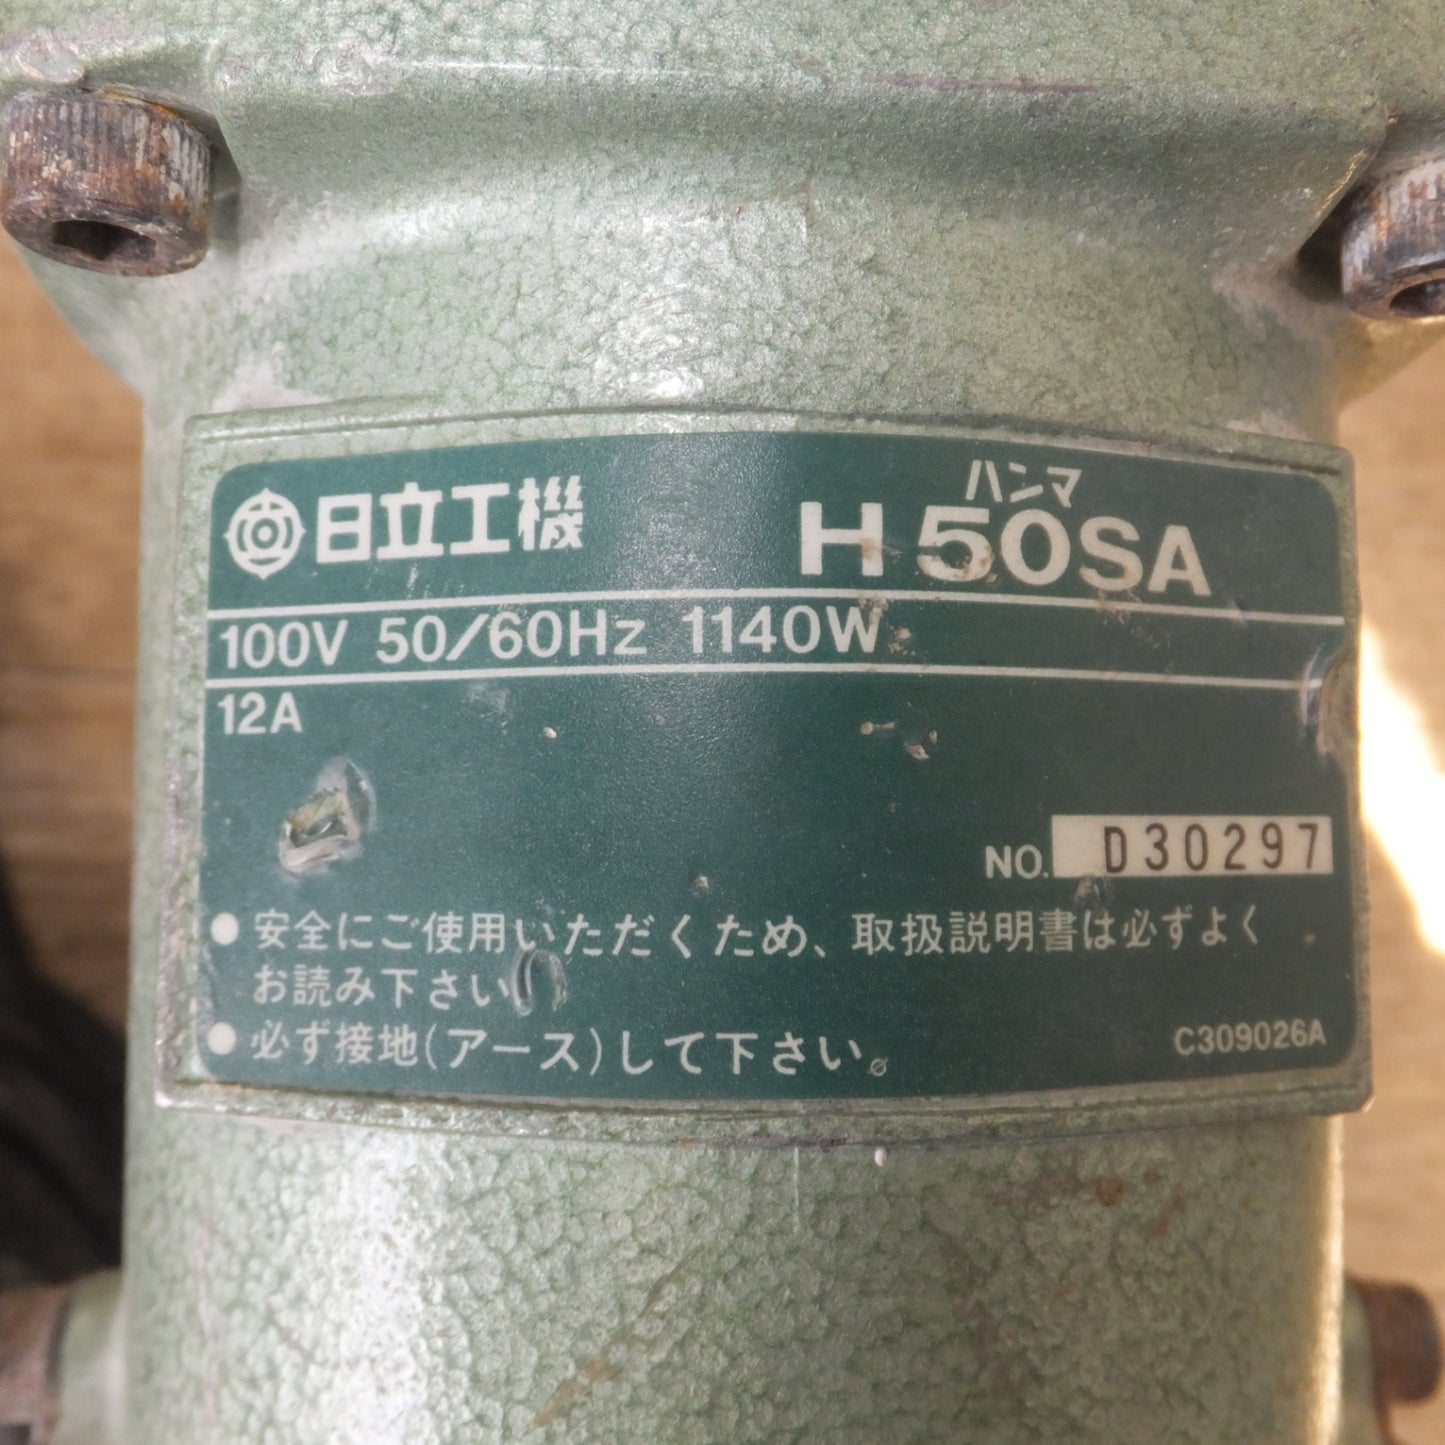 日立工機
ハンマ
H50SA
100V 50/60Hz 1140W
12A
NO. D30297
●安全にご使用いただくため、取扱説明書は必ずよく
お読み下さい。
●必ず接地(アース)して下さい。
C309026A